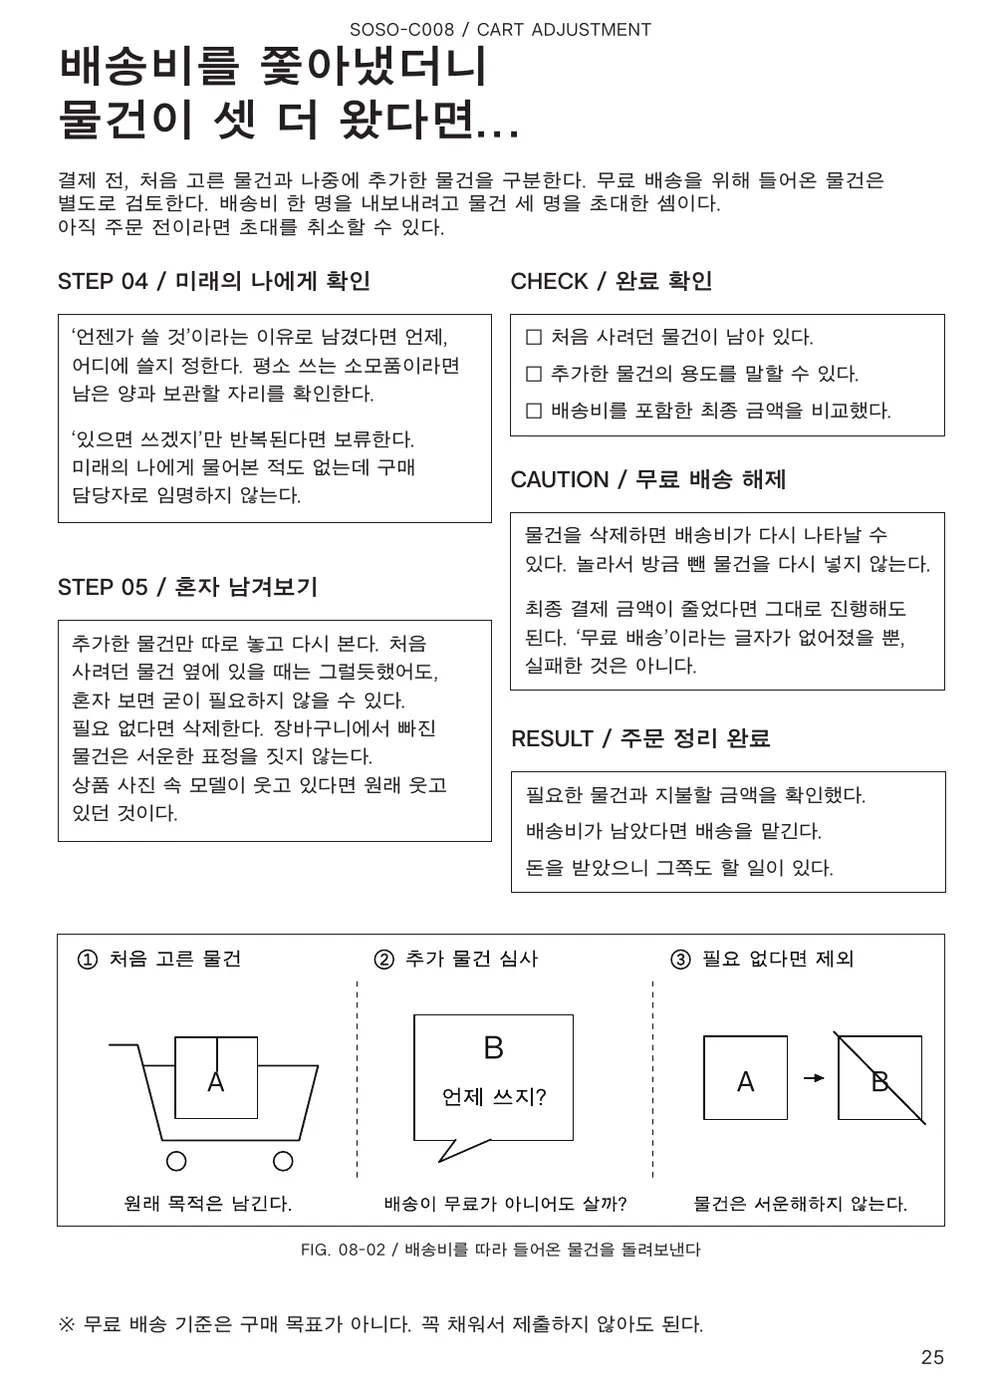 SOSO-C008 / CART ADJUSTMENT
배송비를 쫓아냈더니
물건이 셋 더 왔다면...
결제 전, 처음 고른 물건과 나중에 추가한 물건을 구분한다. 무료 배송을 위해 들어온 물건은
별도로 검토한다. 배송비 한 명을 내보내려고 물건 세 명을 초대한 셈이다.
아직 주문 전이라면 초대를 취소할 수 있다.
STEP 04 / 미래의 나에게 확인
‘언젠가 쓸 것’이라는 이유로 남겼다면 언제,
어디에 쓸지 정한다. 평소 쓰는 소모품이라면
남은 양과 보관할 자리를 확인한다.
‘있으면 쓰겠지’만 반복된다면 보류한다.
미래의 나에게 물어본 적도 없는데 구매
담당자로 임명하지 않는다.
STEP 05 / 혼자 남겨보기
추가한 물건만 따로 놓고 다시 본다. 처음
사려던 물건 옆에 있을 때는 그럴듯했어도,
혼자 보면 굳이 필요하지 않을 수 있다.
필요 없다면 삭제한다. 장바구니에서 빠진
물건은 서운한 표정을 짓지 않는다.
상품 사진 속 모델이 웃고 있다면 원래 웃고
있던 것이다.
CHECK / 완료 확인
□ 처음 사려던 물건이 남아 있다.
□ 추가한 물건의 용도를 말할 수 있다.
□ 배송비를 포함한 최종 금액을 비교했다.
CAUTION / 무료 배송 해제
물건을 삭제하면 배송비가 다시 나타날 수
있다. 놀라서 방금 뺀 물건을 다시 넣지 않는다.
최종 결제 금액이 줄었다면 그대로 진행해도
된다. ‘무료 배송’이라는 글자가 없어졌을 뿐,
실패한 것은 아니다.
RESULT / 주문 정리 완료
필요한 물건과 지불할 금액을 확인했다.
배송비가 남았다면 배송을 맡긴다.
돈을 받았으니 그쪽도 할 일이 있다.
① 처음 고른 물건
A
원래 목적은 남긴다.
② 추가 물건 심사
B
언제 쓰지?
배송이 무료가 아니어도 살까?
③ 필요 없다면 제외
A → B
물건은 서운해하지 않는다.
FIG. 08-02 / 배송비를 따라 들어온 물건을 돌려보낸다
※ 무료 배송 기준은 구매 목표가 아니다. 꼭 채워서 제출하지 않아도 된다.
25